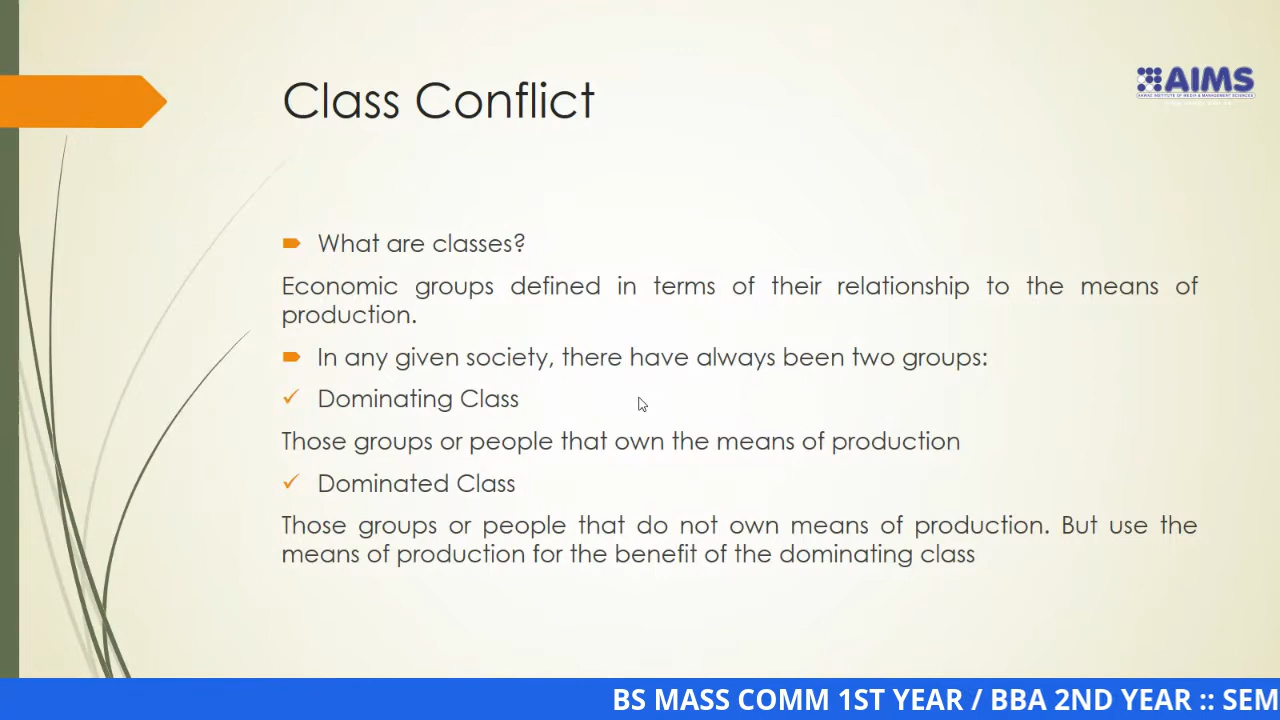 Class Conflict
AIMS
What are classes?
Economic groups defined in terms of their relationship to the means of
production.
In any given society, there have always been two groups:
Dominating Class
Those groups or people that own the means of production
Dominated Class
Those groups or people that do not own means of production. But use the
means of production for the benefit of the dominating class
BS MASS COMM 1ST YEAR / BBA 2ND YEAR :: SEM